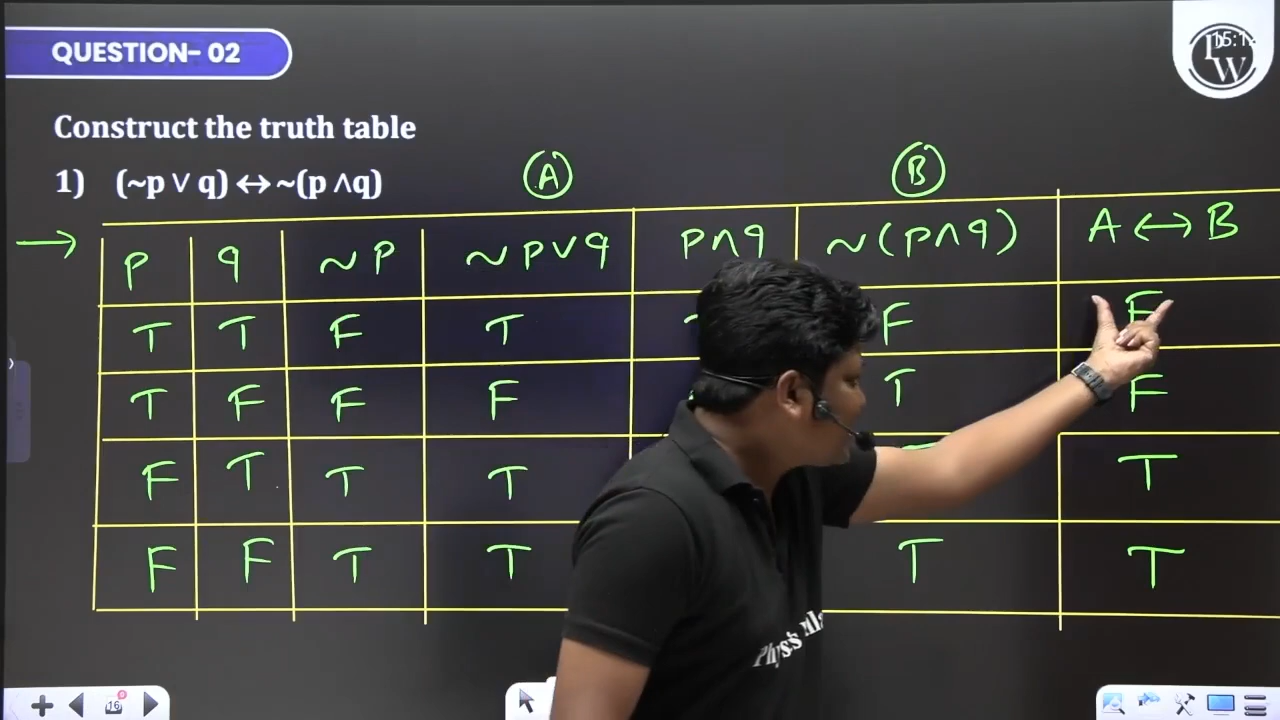 QUESTION- 02
Construct the truth table
1) (~p ∨ q) ↔ ~(p ∧q)
A B
→ p q ~P ~P∨q P∧q ~(P∧q) A ↔ B
T T F T F F
T F F F T F
F T T T T
F F T T T T